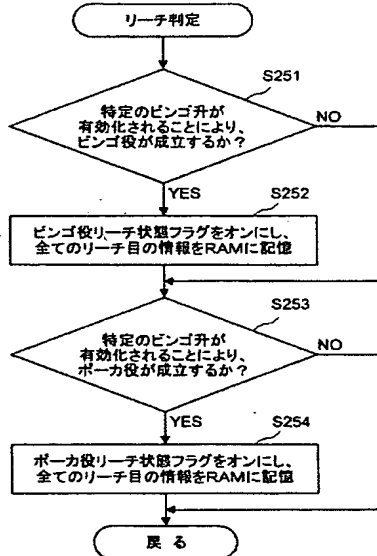 リーチ判定
S251
特定のビンゴ升が
有効化されることにより、
ビンゴ役が成立するか？
NO
YES
S252
ビンゴ役リーチ状態フラグをオンにし、
全てのリーチ目の情報をRAMに記憶
S253
特定のビンゴ升が
有効化されることにより、
ポーカ役が成立するか？
NO
YES
S254
ポーカ役リーチ状態フラグをオンにし、
全てのリーチ目の情報をRAMに記憶
戻る